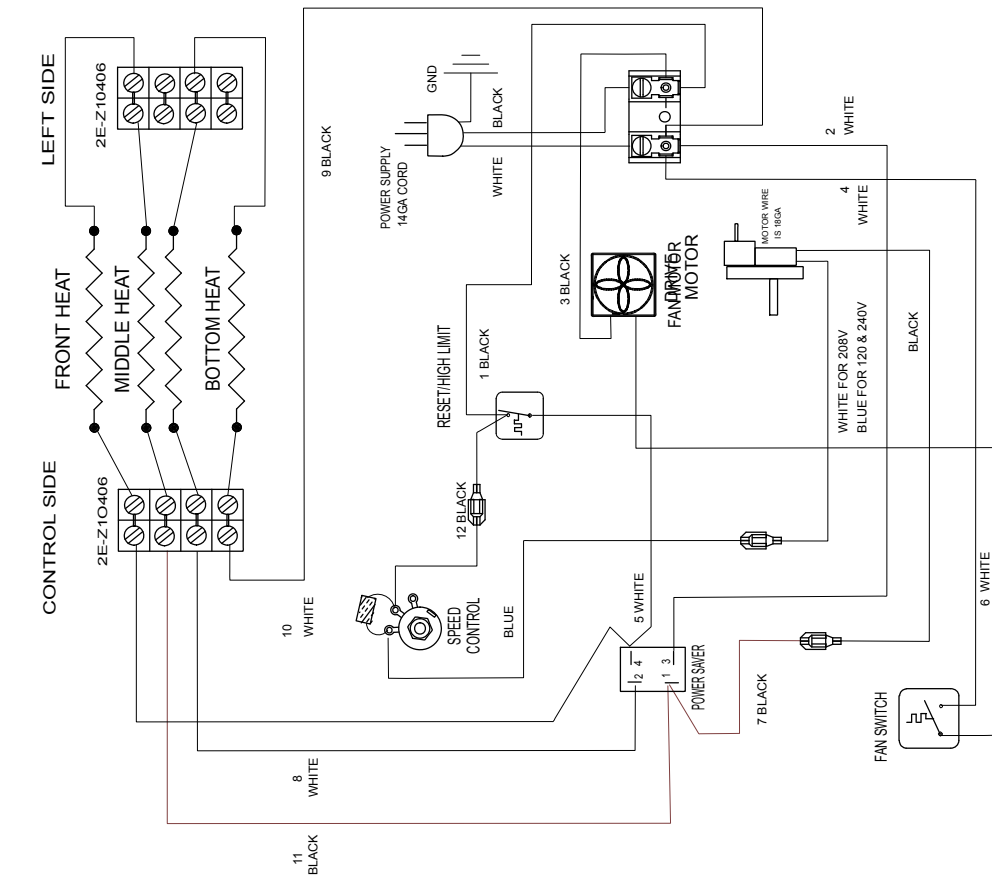 LEFT SIDE
2E-Z10406
FRONT HEAT
MIDDLE HEAT
BOTTOM HEAT
CONTROL SIDE
2E-Z1O406
9 BLACK
GND
BLACK
POWER SUPPLY
14GA CORD
WHITE
2
WHITE
4
WHITE
MOTOR WIRE
IS 18GA
DRIVE
MOTOR
FAN MOTOR
3 BLACK
RESET/HIGH LIMIT
1 BLACK
WHITE FOR 208V
BLUE FOR 120 & 240V
BLACK
12 BLACK
SPEED
CONTROL
BLUE
10
WHITE
5 WHITE
6 WHITE
2 4
1 3
POWER SAVER
7 BLACK
FAN SWITCH
8
WHITE
11
BLACK